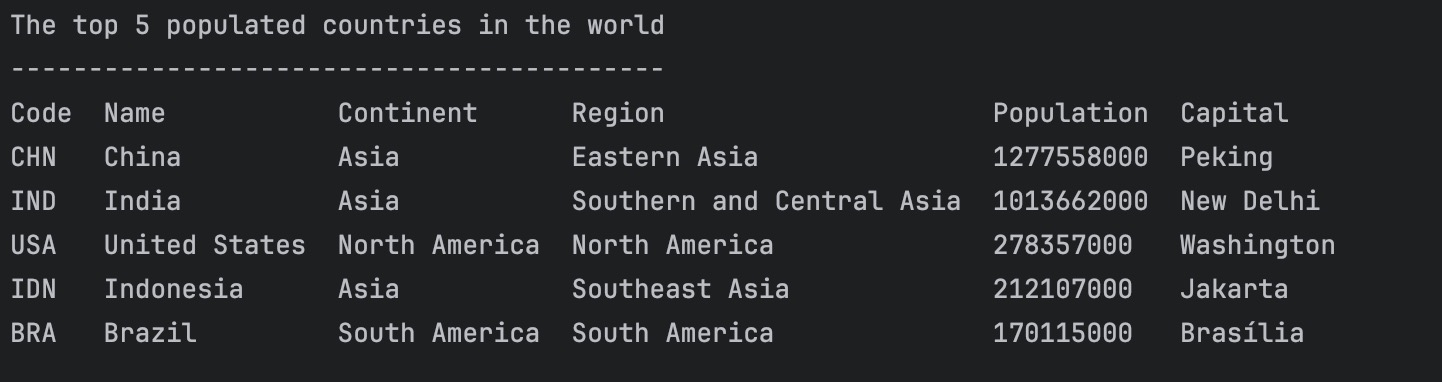 The top 5 populated countries in the world
------------------------------------------
Code  Name           Continent      Region                     Population  Capital
CHN   China          Asia           Eastern Asia               1277558000  Peking
IND   India          Asia           Southern and Central Asia  1013662000  New Delhi
USA   United States  North America  North America              278357000   Washington
IDN   Indonesia      Asia           Southeast Asia             212107000   Jakarta
BRA   Brazil         South America  South America              170115000   Brasília